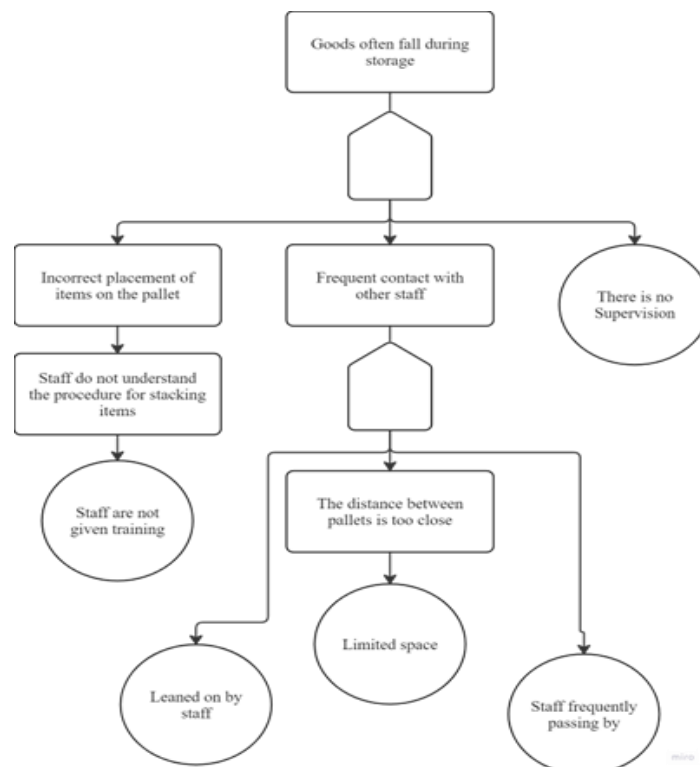 Goods often fall during
storage
Incorrect placement of
items on the pallet
Frequent contact with
other staff
There is no
Supervision
Staff do not understand
the procedure for stacking
items
Staff are not
given training
The distance between
pallets is too close
Limited space
Leaned on by
staff
Staff frequently
passing by
miro